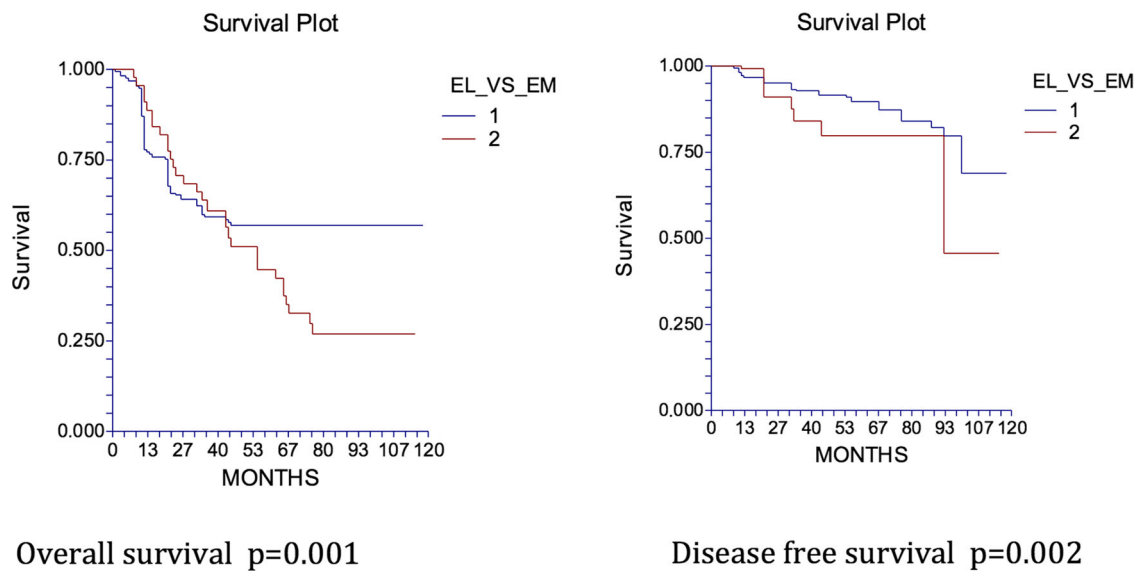 Survival Plot
1.000
0.750
0.500
0.250
0.000
Survival
0 13 27 40 53 67 80 93 107 120
MONTHS
EL_VS_EM
1
2
Overall survival p=0.001
Survival Plot
1.000
0.750
0.500
0.250
0.000
Survival
0 13 27 40 53 67 80 93 107 120
MONTHS
EL_VS_EM
1
2
Disease free survival p=0.002